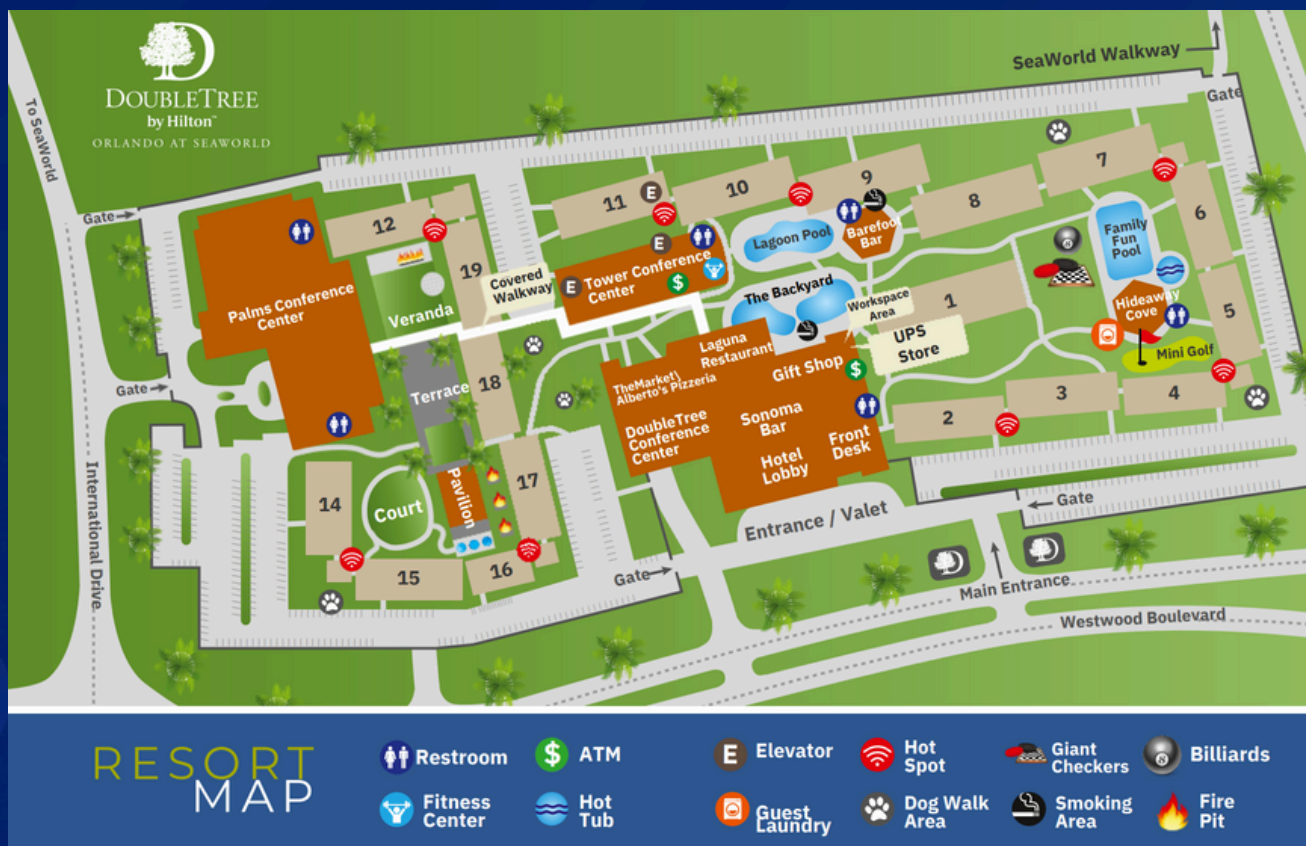 DOUBLETREE
by Hilton™
ORLANDO AT SEAWORLD
To SeaWorld
SeaWorld Walkway
Gate
Gate
12
19
11
10
9
8
7
6
5
Veranda
Covered
Walkway
Tower Conference
Center
E
E
E
$
Lagoon Pool
Barefoot
Bar
Family
Fun
Pool
Hideaway
Cove
Mini Golf
8
Palms Conference
Center
The Backyard
Workspace
Area
1
UPS
Store
Gate
Terrace
18
Laguna
Restaurant
TheMarket!\
Alberto's Pizzeria
Gift Shop
$
DoubleTree
Conference
Center
Sonoma
Bar
Hotel
Lobby
Front
Desk
2
3
4
International Drive
14
Court
Pavilion
17
15
16
Entrance / Valet
Gate
Gate
D
D
Main Entrance
Westwood Boulevard
RESORT
MAP
Restroom
$ ATM
E Elevator
Hot
Spot
Giant
Checkers
8 Billiards
Fitness
Center
Hot
Tub
Guest
Laundry
Dog Walk
Area
Smoking
Area
Fire
Pit